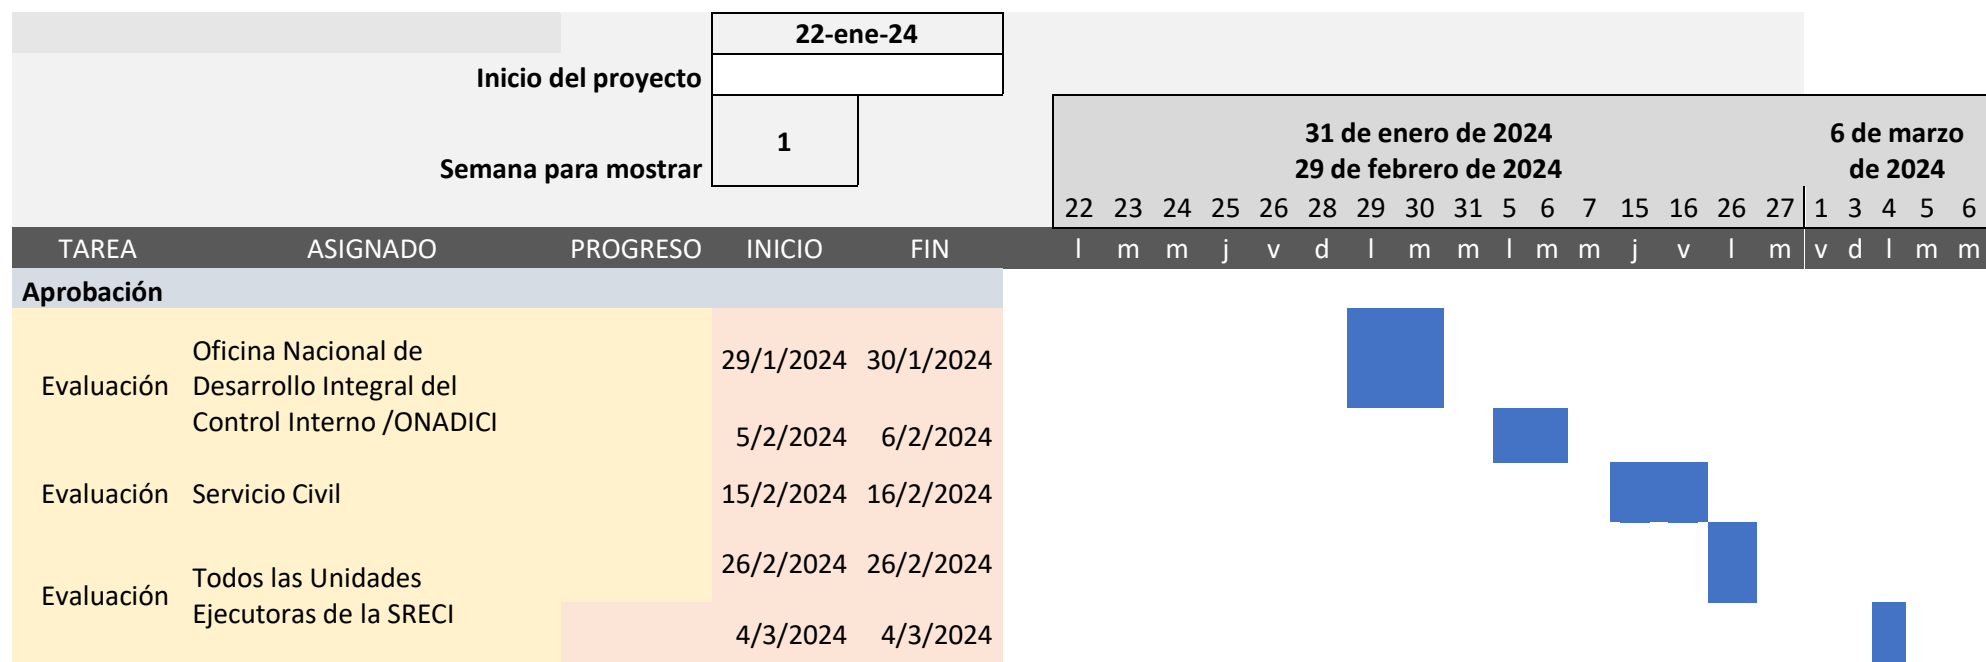 22-ene-24
Inicio del proyecto
1
Semana para mostrar
31 de enero de 2024
29 de febrero de 2024
6 de marzo
de 2024
22 23 24 25 26 28 29 30 31 5 6 7 15 16 26 27 1 3 4 5 6
TAREA ASIGNADO PROGRESO INICIO FIN l m m j v d l m m l m m j v l m v d l m m
Aprobación
Evaluación
Oficina Nacional de
Desarrollo Integral del
Control Interno /ONADICI
29/1/2024 30/1/2024
5/2/2024 6/2/2024
Evaluación Servicio Civil 15/2/2024 16/2/2024
Evaluación
Todos las Unidades
Ejecutoras de la SRECI
26/2/2024 26/2/2024
4/3/2024 4/3/2024